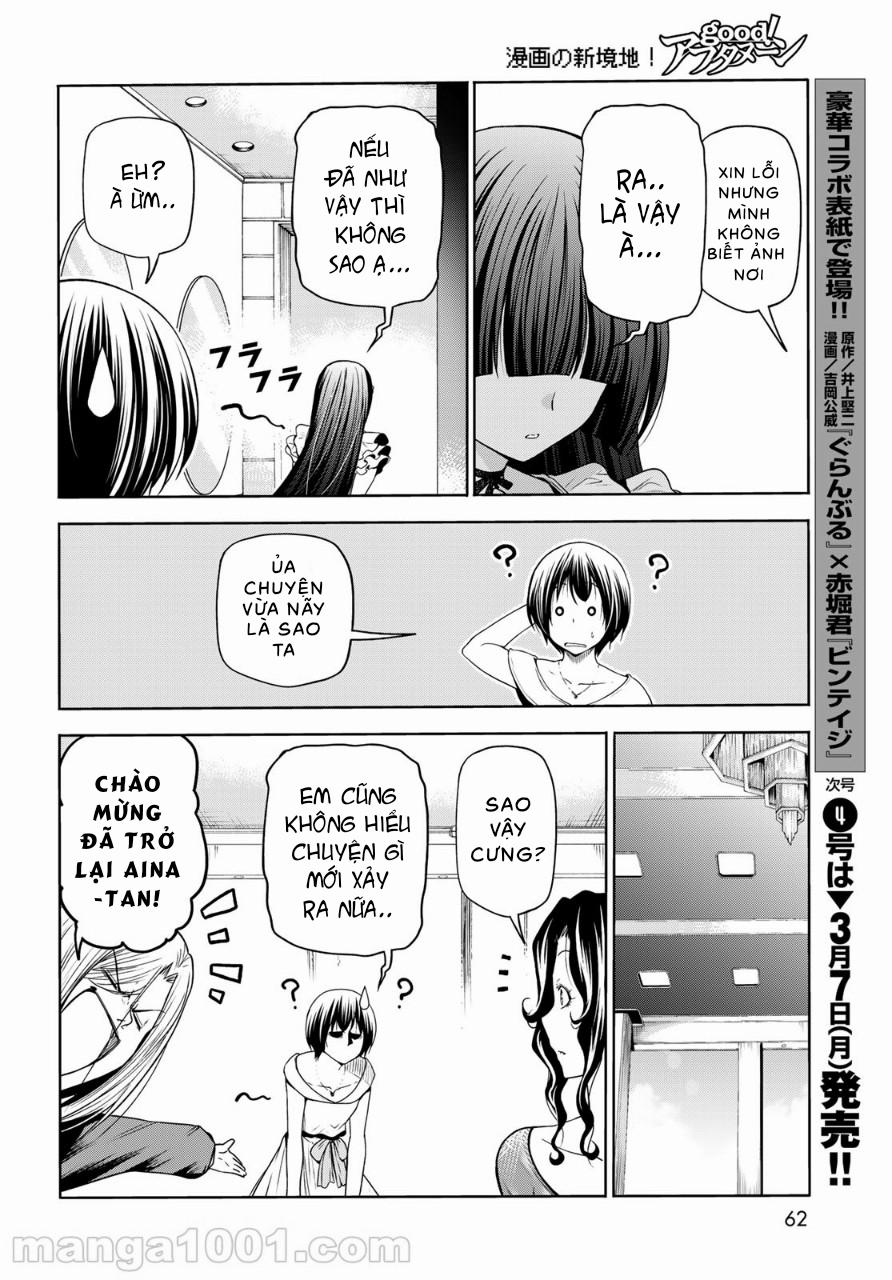 漫画の新境地！
good!
アフタヌーン
XIN LỖI
NHƯNG
MÌNH
KHÔNG
BIẾT ẢNH
NƠI
RA..
LÀ VẬY
À...
NẾU
ĐÃ NHƯ
VẬY THÌ
KHÔNG
SAO Ạ...
EH?
À ỪM..
フラ
フラ
?
?
ỦA
CHUYỆN
VỪA NÃY
LÀ SAO
TA
SAO
VẬY
CƯNG?
EM CŨNG
KHÔNG HIỂU
CHUYỆN GÌ
MỚI XẢY
RA NỮA..
?
?
CHÀO
MỪNG
ĐÃ TRỞ
LẠI AINA
-TAN!
豪華コラボ表紙で登場!!
原作／井上堅二
漫画／吉岡公威
『ぐらんぶる』×赤堀君『ビンテイジ』
次号
4号は▼3月7日(月)発売!!
62
manga1001.com